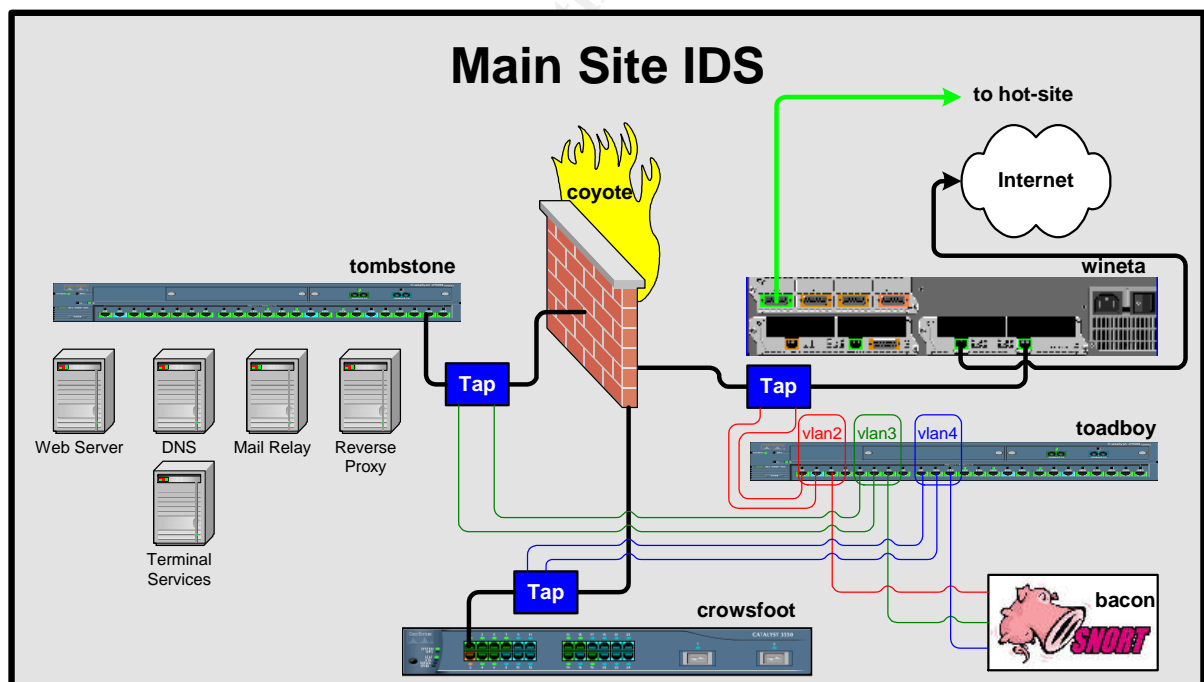 Main Site IDS
to hot-site
Internet
coyote
wineta
tombstone
Tap
Tap
Web Server
DNS
Mail Relay
Reverse
Proxy
vlan2
vlan3
vlan4
toadboy
Terminal
Services
Tap
crowsfoot
CATALYST 3550
bacon
SNORT